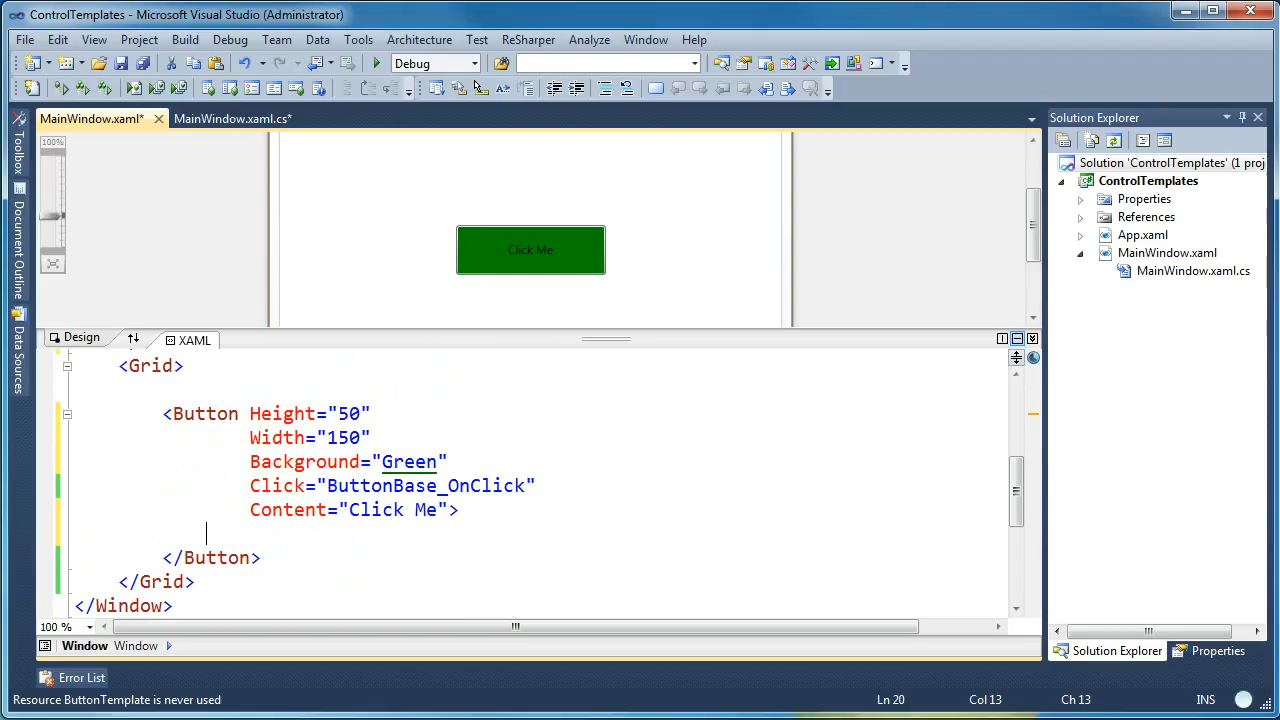 ControlTemplates - Microsoft Visual Studio (Administrator)
File Edit View Project Build Debug Team Data Tools Architecture Test ReSharper Analyze Window Help
Debug
MainWindow.xaml* MainWindow.xaml.cs*
Solution Explorer
Toolbox
Document Outline
Data Sources
100%
Click Me
Solution 'ControlTemplates' (1 proj
ControlTemplates
Properties
References
App.xaml
MainWindow.xaml
MainWindow.xaml.cs
Design XAML
<Grid>
<Button Height="50"
Width="150"
Background="Green"
Click="ButtonBase_OnClick"
Content="Click Me">
</Button>
</Grid>
</Window>
100 %
Window Window
Solution Explorer Properties
Error List
Resource ButtonTemplate is never used Ln 20 Col 13 Ch 13 INS